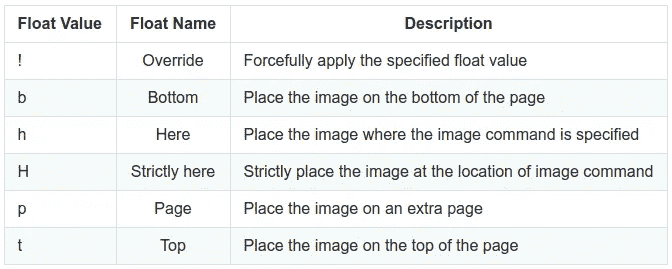 Float Value Float Name Description
! Override Forcefully apply the specified float value
b Bottom Place the image on the bottom of the page
h Here Place the image where the image command is specified
H Strictly here Strictly place the image at the location of image command
p Page Place the image on an extra page
t Top Place the image on the top of the page